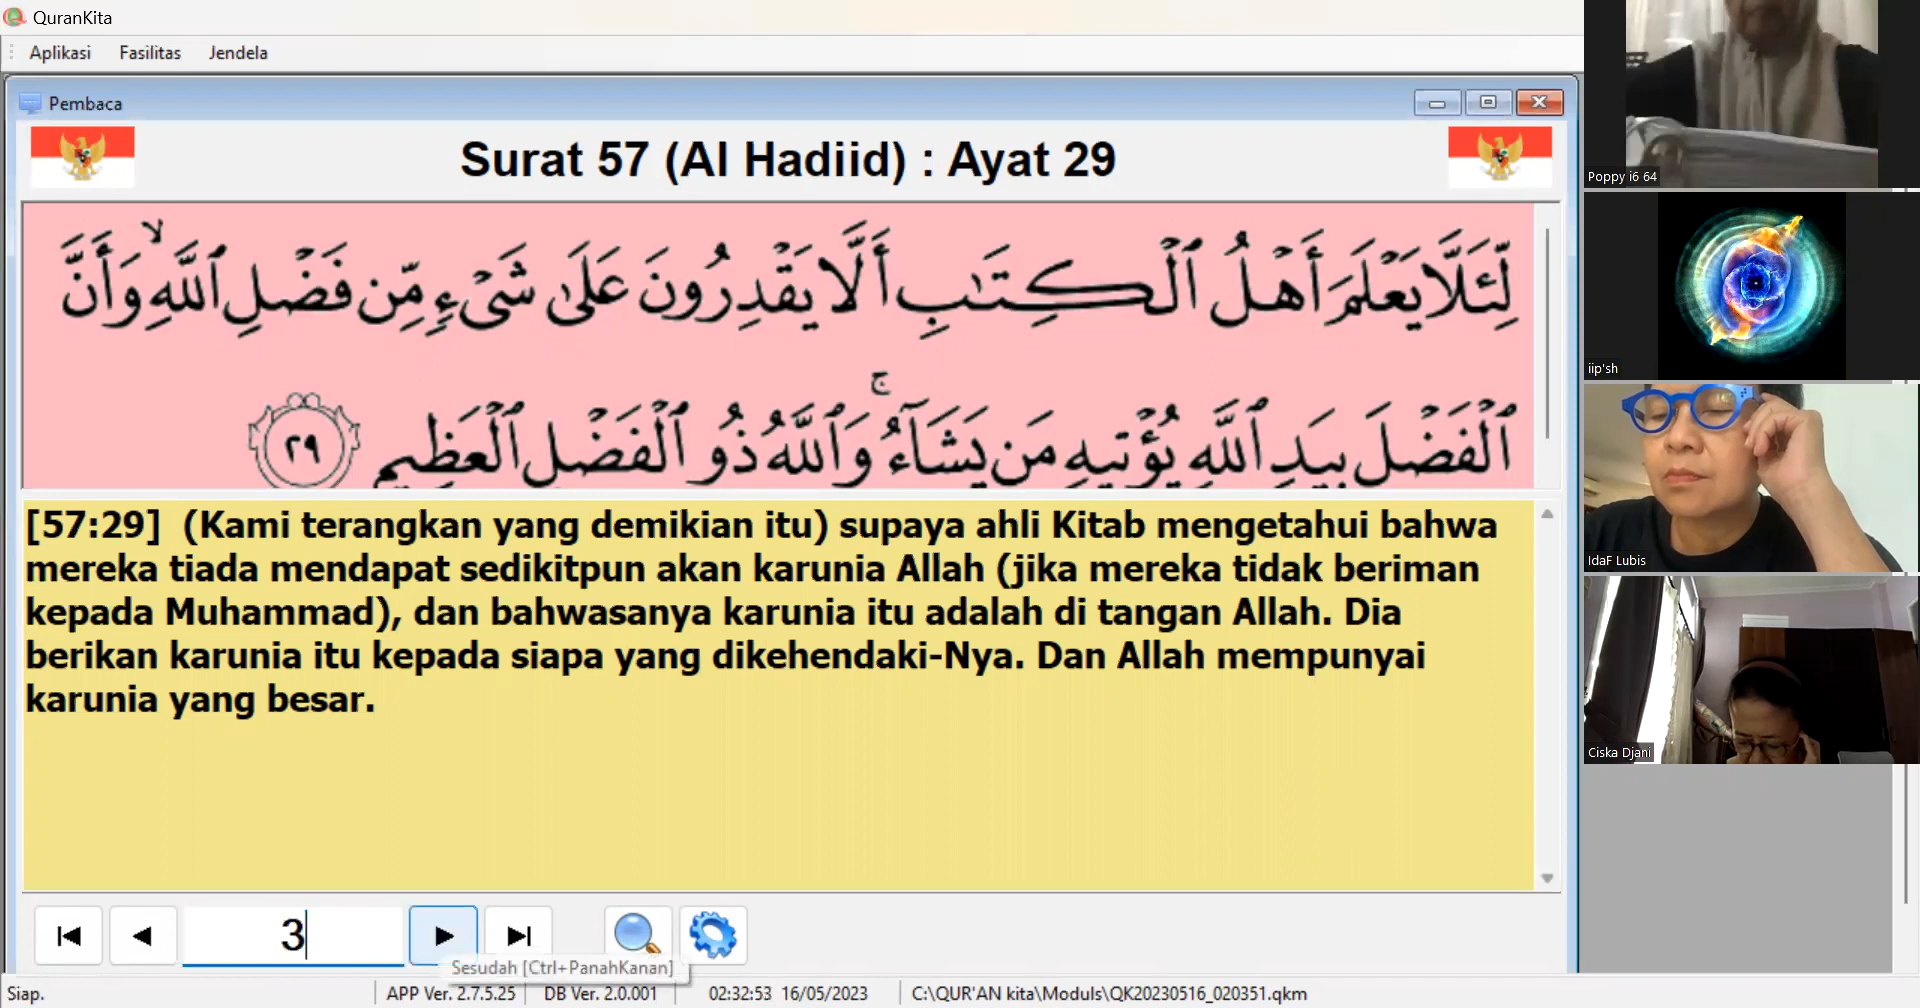 QuranKita
Aplikasi Fasilitas Jendela
Pembaca
Surat 57 (Al Hadiid) : Ayat 29
لِّئَلَّا يَعْلَمَ أَهْلُ ٱلْكِتَـٰبِ أَلَّا يَقْدِرُونَ عَلَىٰ شَىْءٍ مِّن فَضْلِ ٱللَّهِ ۙ وَأَنَّ
ٱلْفَضْلَ بِيَدِ ٱللَّهِ يُؤْتِيهِ مَن يَشَآءُ ۚ وَٱللَّهُ ذُو ٱلْفَضْلِ ٱلْعَظِيمِ ٢٩
[57:29] (Kami terangkan yang demikian itu) supaya ahli Kitab mengetahui bahwa
mereka tiada mendapat sedikitpun akan karunia Allah (jika mereka tidak beriman
kepada Muhammad), dan bahwasanya karunia itu adalah di tangan Allah. Dia
berikan karunia itu kepada siapa yang dikehendaki-Nya. Dan Allah mempunyai
karunia yang besar.
3
Sesudah [Ctrl+PanahKanan]
Siap. APP Ver. 2.7.5.25 DB Ver. 2.0.001 02:32:53 16/05/2023 C:\QUR'AN kita\Moduls\QK20230516_020351.qkm
Poppy i6 64
iip'sh
IdaF Lubis
Ciska Djani